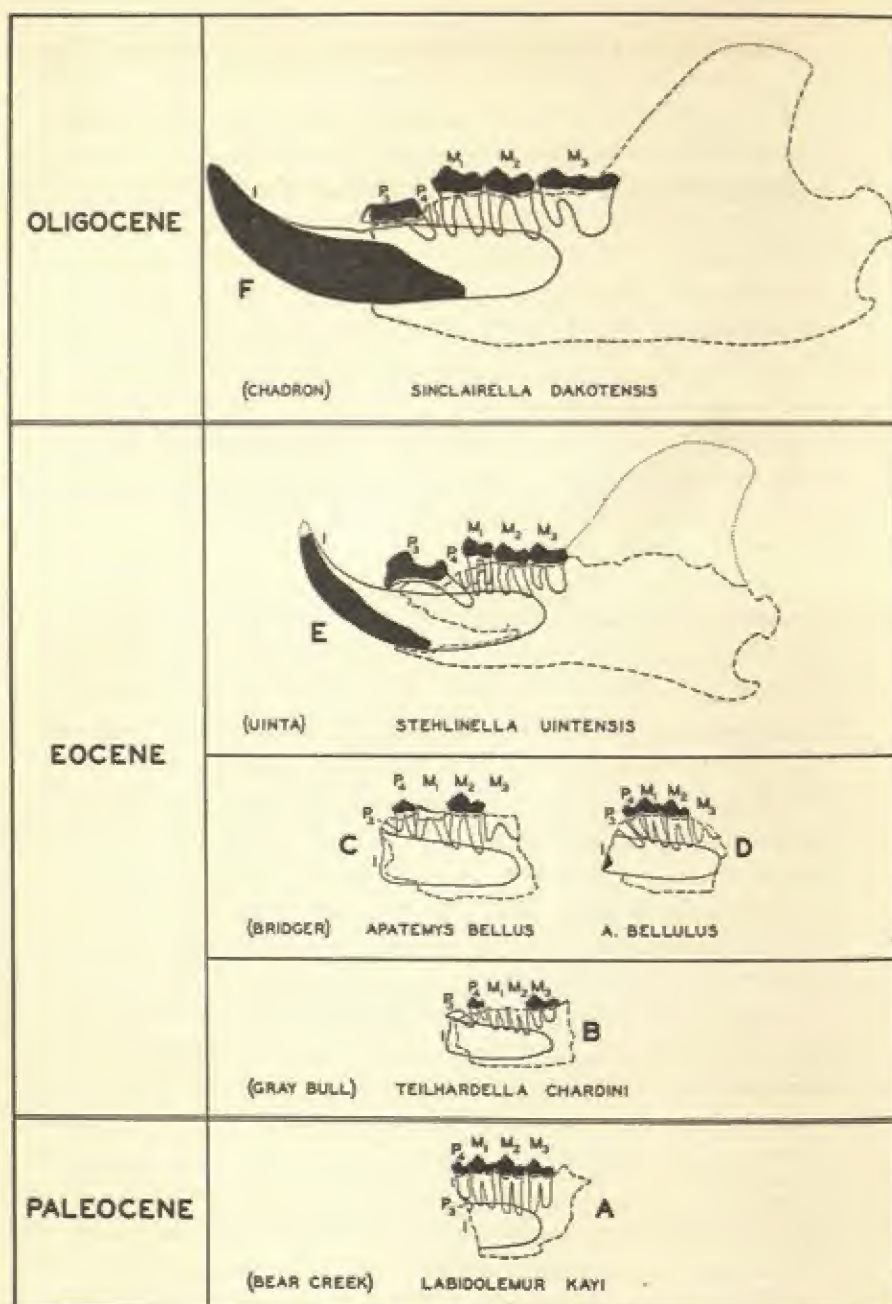 OLIGOCENE
I P₃ P₄ M₁ M₂ M₃
F
(CHADRON) SINCLAIRELLA DAKOTENSIS
EOCENE
I P₃ P₄ M₁ M₂ M₃
E
(UINTA) STEHLINELLA UINTENSIS
P₃ P₄ M₁ M₂ M₃
C I
P₃ P₄ M₁ M₂ M₃
I D
(BRIDGER) APATEMYS BELLUS A. BELLULUS
P₃ P₄ M₁ M₂ M₃
I B
(GRAY BULL) TEILHARDELLA CHARDINI
PALEOCENE
P₄ M₁ M₂ M₃
P₃ I A
(BEAR CREEK) LABIDOLEMUR KAYI